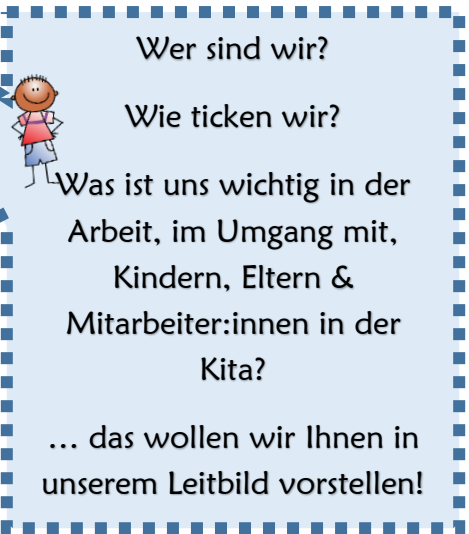 Wer sind wir?
Wie ticken wir?
Was ist uns wichtig in der
Arbeit, im Umgang mit,
Kindern, Eltern &
Mitarbeiter:innen in der
Kita?
... das wollen wir Ihnen in
unserem Leitbild vorstellen!